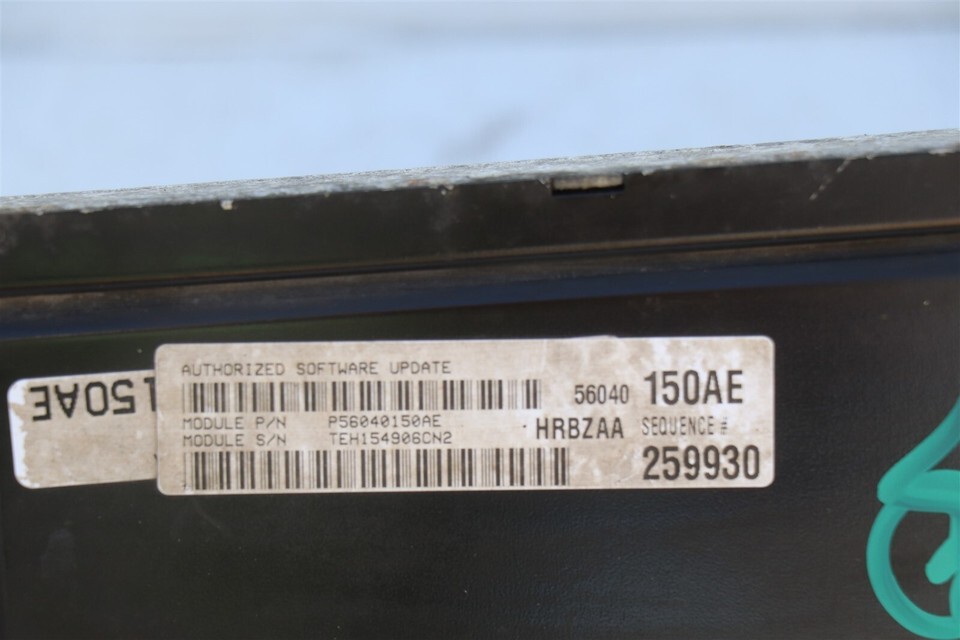 AUTHORIZED SOFTWARE UPDATE
56040 150AE
MODULE P/N P56040150AE
MODULE S/N TEH154906CN2
HRBZAA SEQUENCE #
259930
150AE